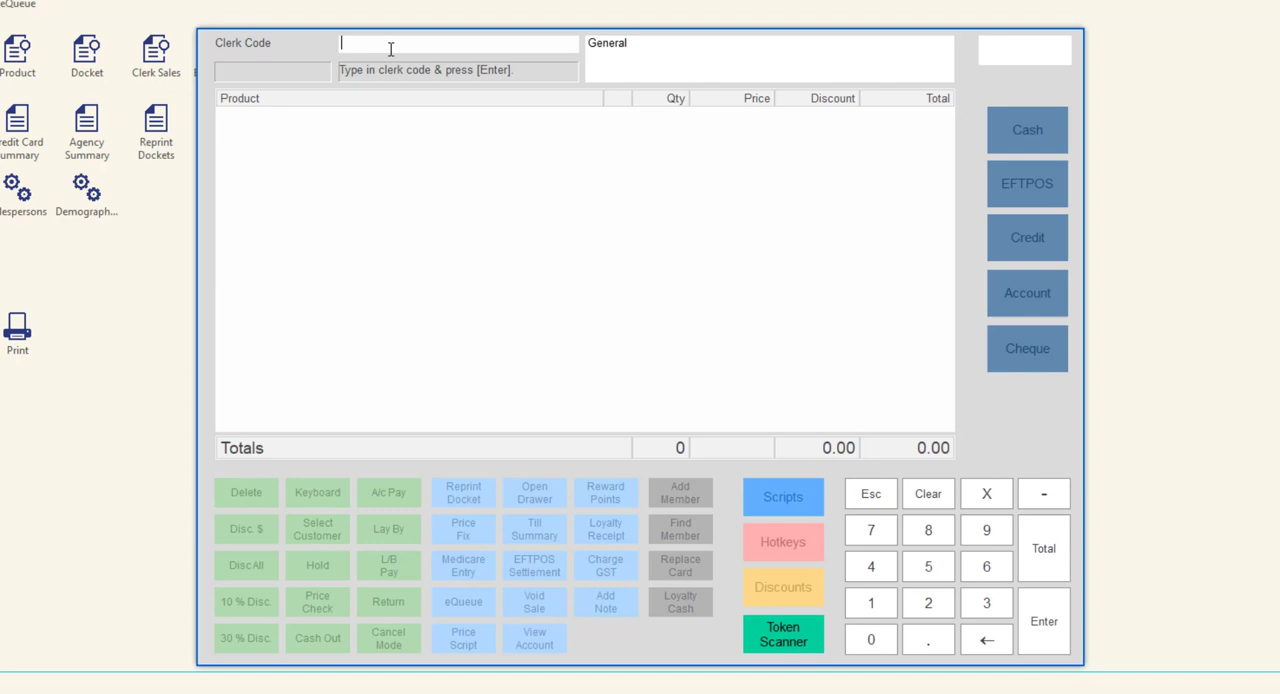 eQueue
Product
Docket
Clerk Sales
redit Card
ummary
Agency
Summary
Reprint
Dockets
lespersons
Demograph...
Print
Clerk Code
Type in clerk code & press [Enter].
General
Product
Qty
Price
Discount
Total
Cash
EFTPOS
Credit
Account
Cheque
Totals
0
0.00
0.00
Delete
Keyboard
A/c Pay
Reprint
Docket
Open
Drawer
Reward
Points
Add
Member
Disc. $
Select
Customer
Lay By
Price
Fix
Till
Summary
Loyalty
Receipt
Find
Member
Disc All
Hold
L/B
Pay
Medicare
Entry
EFTPOS
Settlement
Charge
GST
Replace
Card
10 % Disc.
Price
Check
Return
eQueue
Void
Sale
Add
Note
Loyalty
Cash
30 % Disc.
Cash Out
Cancel
Mode
Price
Script
View
Account
Scripts
Hotkeys
Discounts
Token
Scanner
Esc
Clear
X
-
7
8
9
Total
4
5
6
1
2
3
Enter
0
.
←